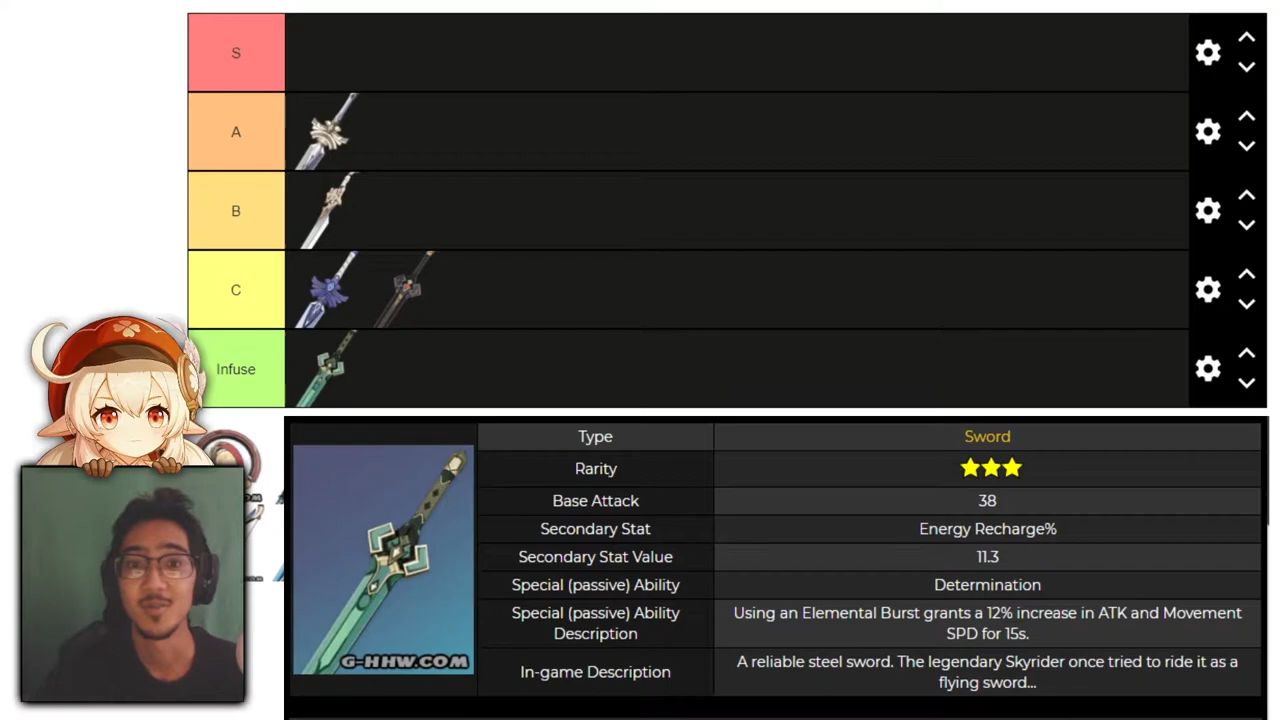 S
A
B
C
Infuse
Type Sword
Rarity
Base Attack 38
Secondary Stat Energy Recharge%
Secondary Stat Value 11.3
Special (passive) Ability Determination
Special (passive) Ability Description
Using an Elemental Burst grants a 12% increase in ATK and Movement
SPD for 15s.
In-game Description
A reliable steel sword. The legendary Skyrider once tried to ride it as a
flying sword...
G-HHW.COM